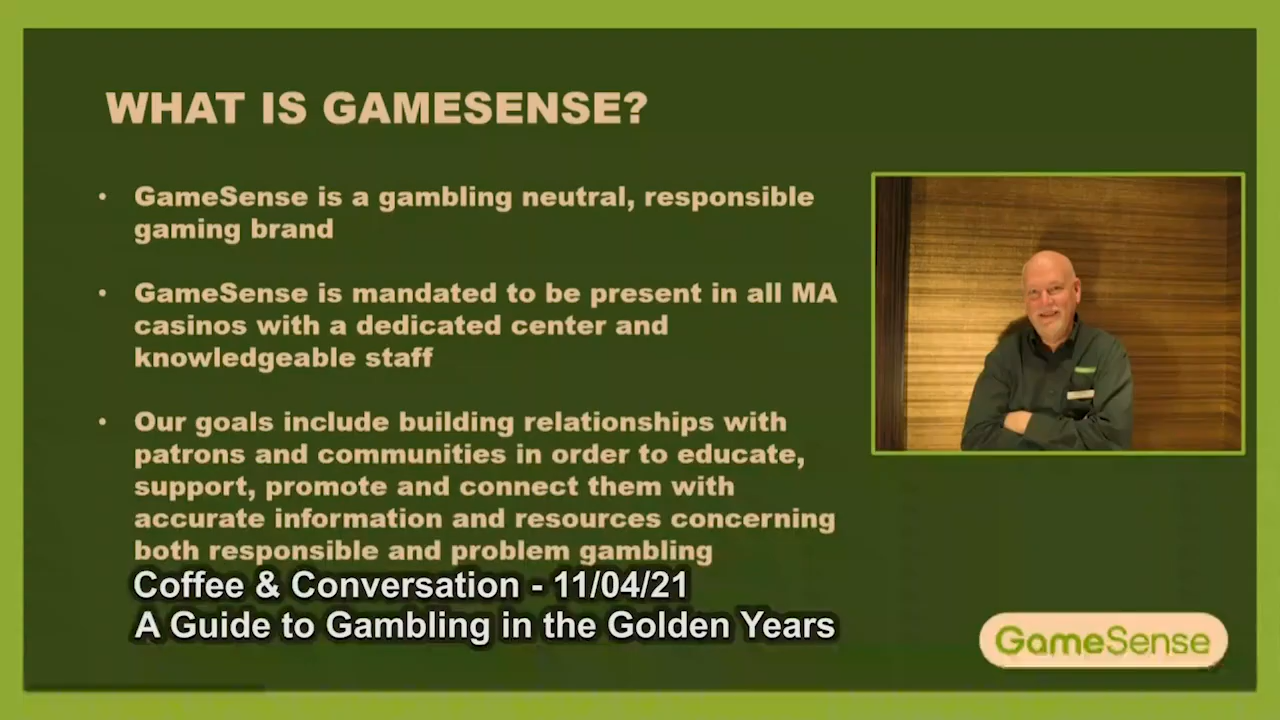 WHAT IS GAMESENSE?
• GameSense is a gambling neutral, responsible
gaming brand
• GameSense is mandated to be present in all MA
casinos with a dedicated center and
knowledgeable staff
• Our goals include building relationships with
patrons and communities in order to educate,
support, promote and connect them with
accurate information and resources concerning
both responsible and problem gambling
Coffee & Conversation - 11/04/21
A Guide to Gambling in the Golden Years
GameSense